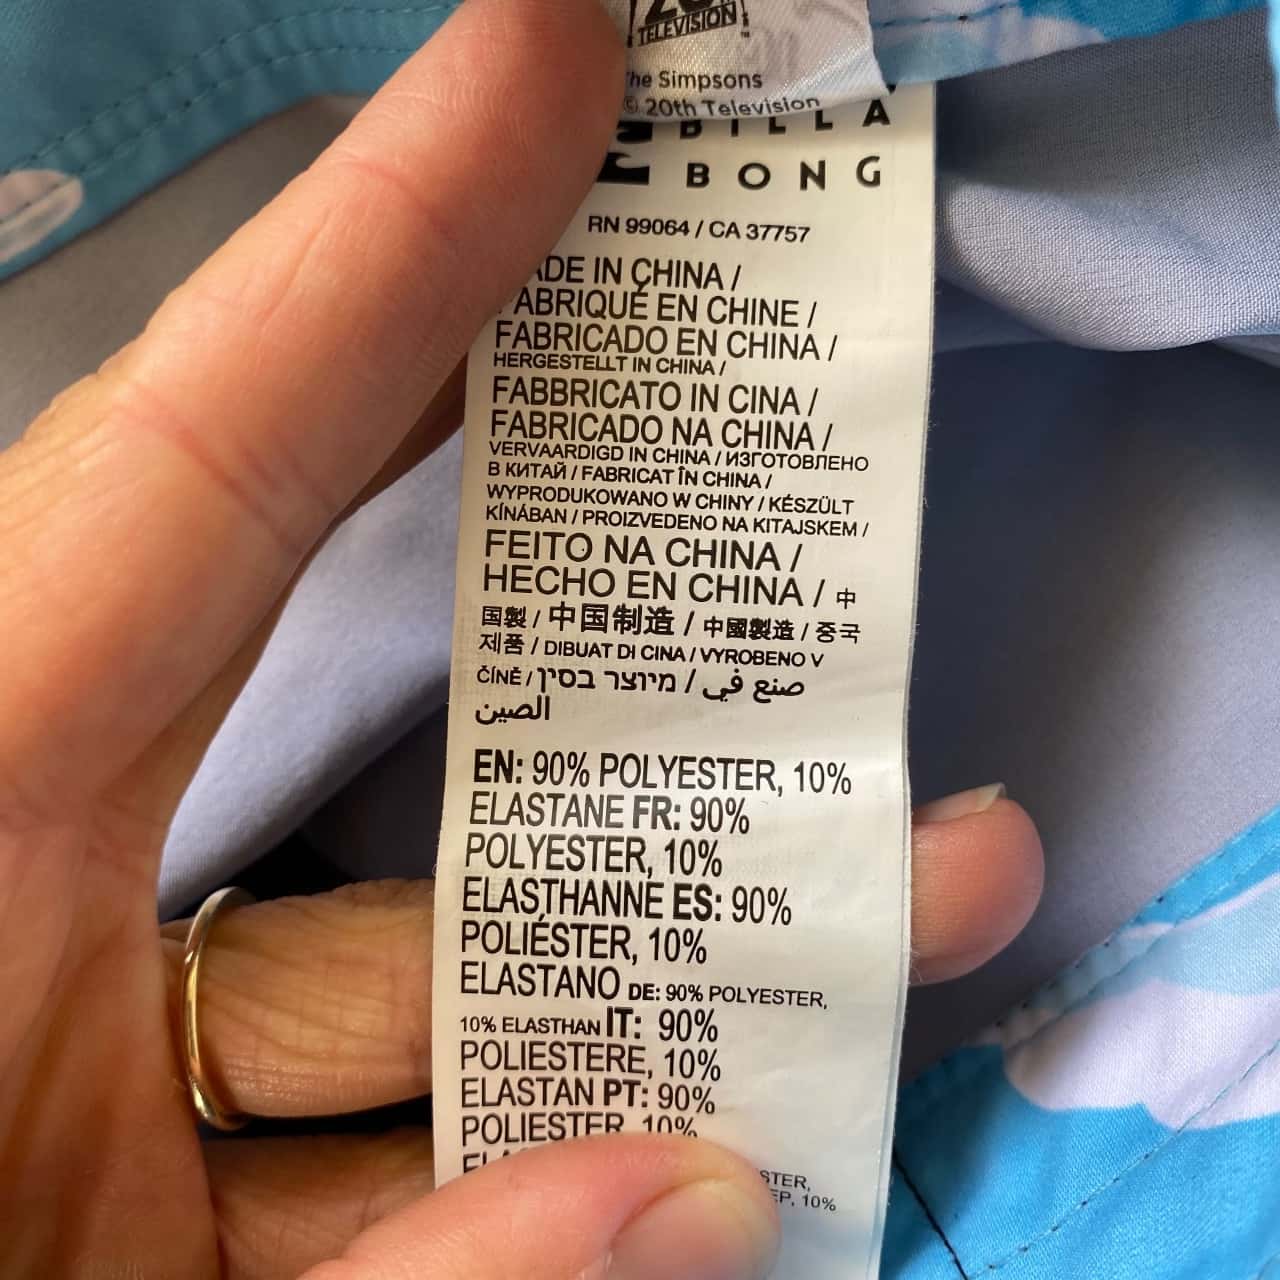 TELEVISION
The Simpsons
© 20th Television
BILLA
BONG
RN 99064 / CA 37757
MADE IN CHINA /
FABRIQUÉ EN CHINE /
FABRICADO EN CHINA /
HERGESTELLT IN CHINA /
FABBRICATO IN CINA /
FABRICADO NA CHINA /
VERVAARDIGD IN CHINA / ИЗГОТОВЛЕНО
В КИТАЙ / FABRICAT ÎN CHINA /
WYPRODUKOWANO W CHINY / KÉSZÜLT
KÍNÁBAN / PROIZVEDENO NA KITAJSKEM /
FEITO NA CHINA /
HECHO EN CHINA / 中
国製 / 中国制造 / 中國製造 / 중국
제품 / DIBUAT DI CINA / VYROBENO V
ČÍNĚ / מיוצר בסין / صنع في
الصين
EN: 90% POLYESTER, 10%
ELASTANE FR: 90%
POLYESTER, 10%
ELASTHANNE ES: 90%
POLIÉSTER, 10%
ELASTANO DE: 90% POLYESTER,
10% ELASTHAN IT: 90%
POLIESTERE, 10%
ELASTAN PT: 90%
POLIÉSTER, 10%
10%